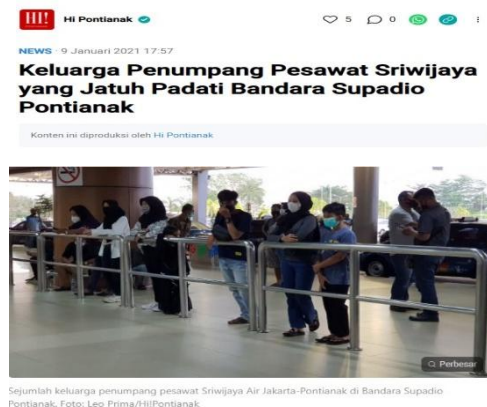 HI!
Hi Pontianak
5
0
NEWS · 9 Januari 2021 17:57
Keluarga Penumpang Pesawat Sriwijaya
yang Jatuh Padati Bandara Supadio
Pontianak
Konten ini diproduksi oleh Hi Pontianak
Perbesar
Sejumlah keluarga penumpang pesawat Sriwijaya Air Jakarta-Pontianak di Bandara Supadio
Pontianak. Foto: Leo Prima/Hi!Pontianak